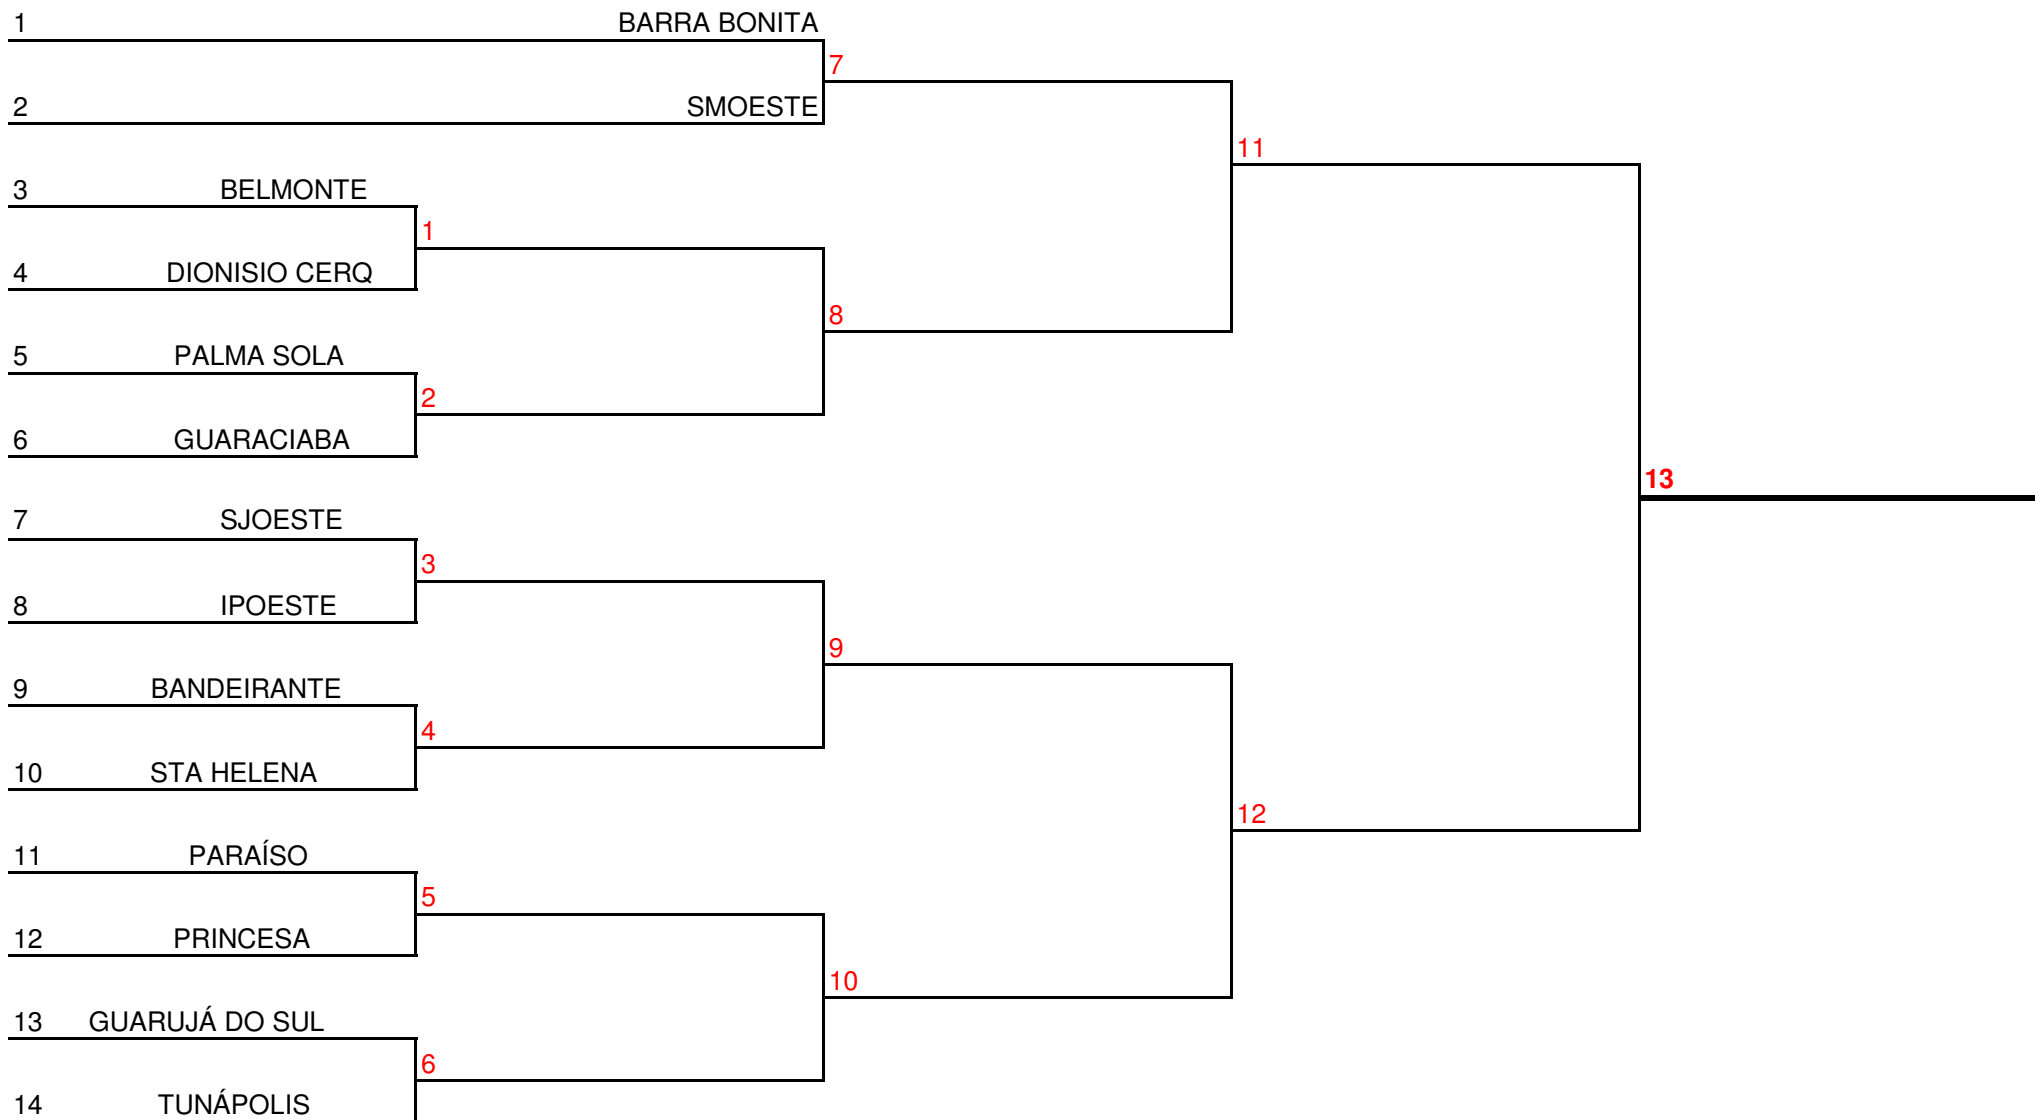 1 BARRA BONITA
7
2 SMOESTE
11
3 BELMONTE
1
4 DIONISIO CERQ
8
5 PALMA SOLA
2
6 GUARACIABA
13
7 SJOESTE
3
8 IPOESTE
9
9 BANDEIRANTE
4
10 STA HELENA
12
11 PARAÍSO
5
12 PRINCESA
10
13 GUARUJÁ DO SUL
6
14 TUNÁPOLIS